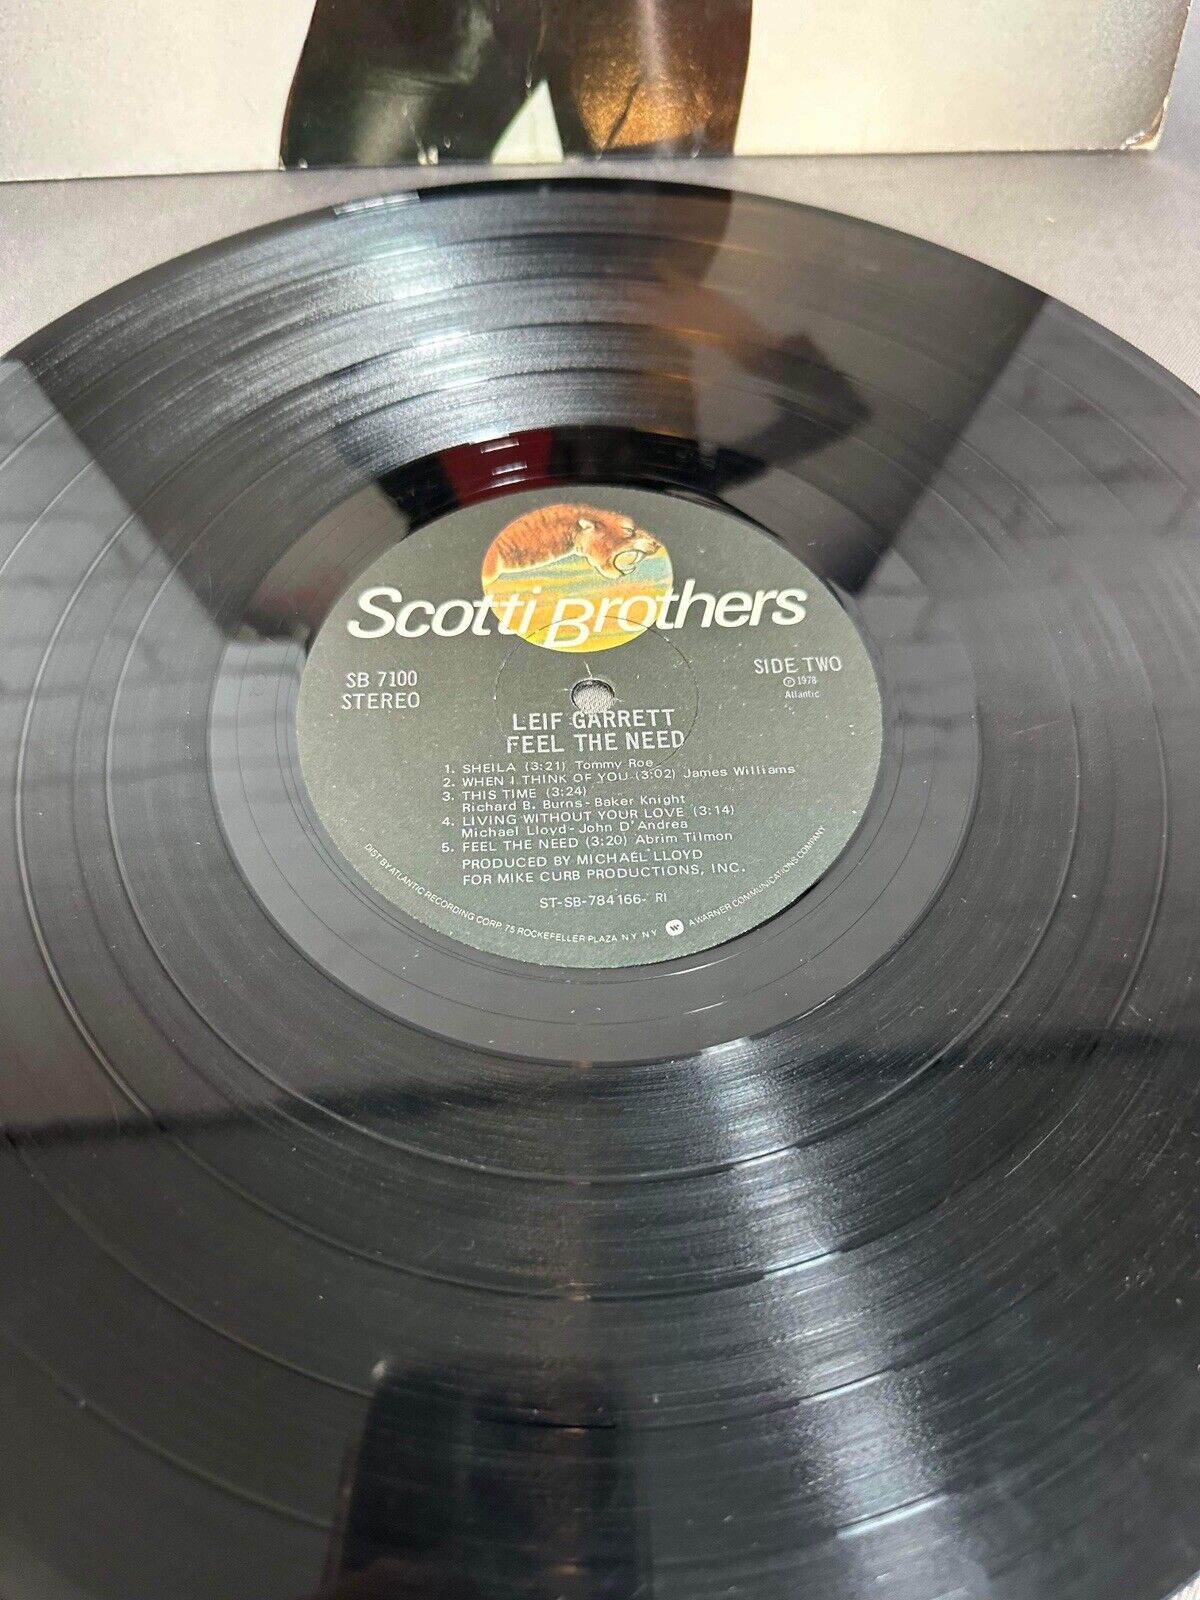 Scotti Brothers
SB 7100
STEREO
SIDE TWO
Ⓟ 1978
Atlantic
LEIF GARRETT
FEEL THE NEED
1. SHEILA (3:21) Tommy Roe
2. WHEN I THINK OF YOU (3:02) James Williams
3. THIS TIME (3:24)
Richard B. Burns - Baker Knight
4. LIVING WITHOUT YOUR LOVE (3:14)
Michael Lloyd - John D'Andrea
5. FEEL THE NEED (3:20) Abrim Tilmon
PRODUCED BY MICHAEL LLOYD
FOR MIKE CURB PRODUCTIONS, INC.
ST-SB-784166- RI
DIST BY ATLANTIC RECORDING CORP. 75 ROCKEFELLER PLAZA N Y N Y W A WARNER COMMUNICATIONS COMPANY